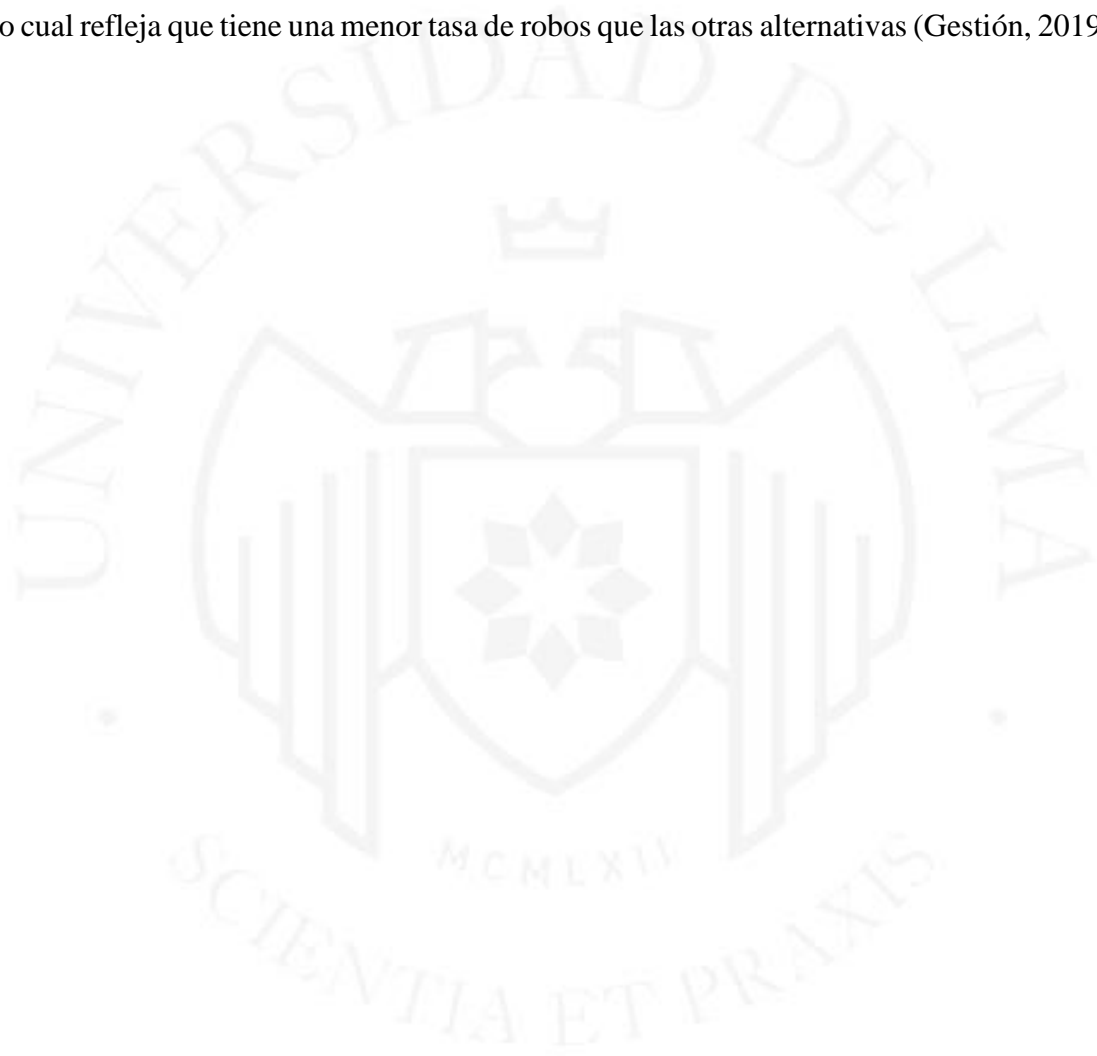 o cual refleja que tiene una menor tasa de robos que las otras alternativas (Gestión, 2019
UNIVERSIDAD DE LIMA
MCMLXII
SCIENTIA ET PRAXIS